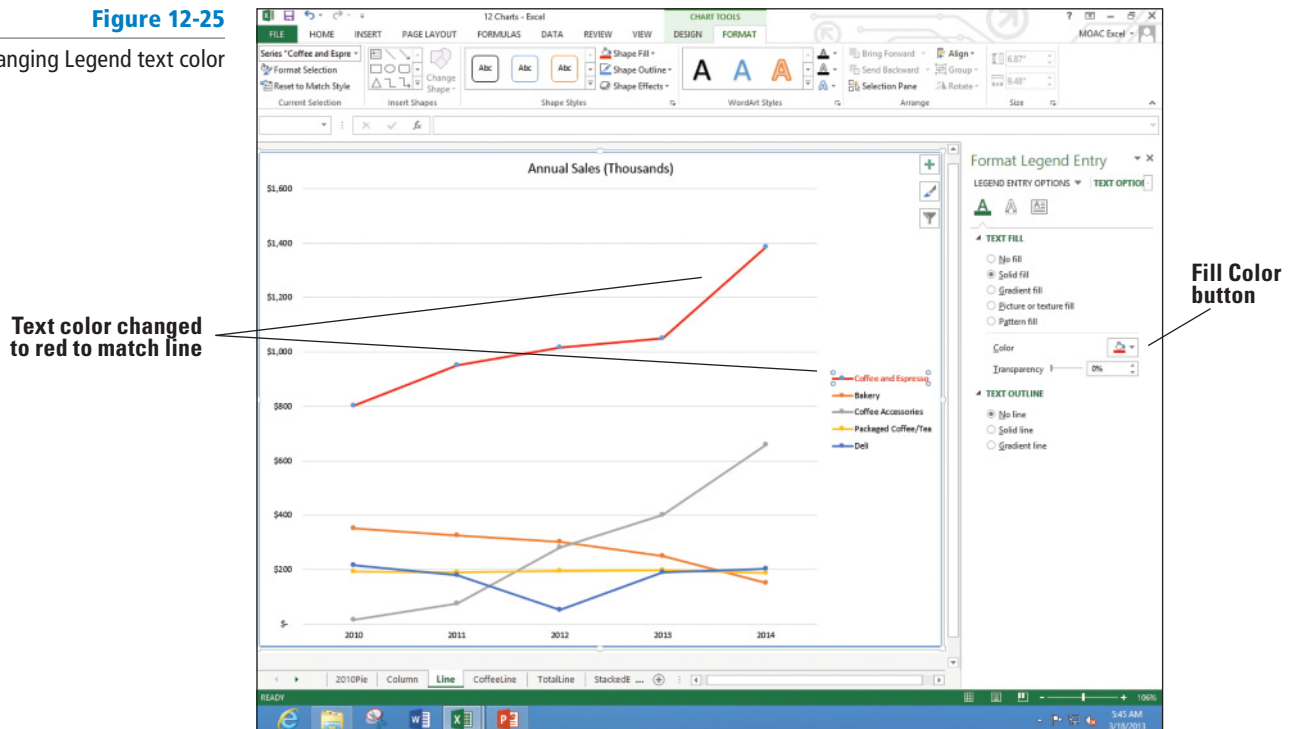 Figure 12-25
anging Legend text color
12 Charts - Excel
CHART TOOLS
?
FILE HOME INSERT PAGE LAYOUT FORMULAS DATA REVIEW VIEW DESIGN FORMAT
MOAC Excel
Series "Coffee and Espre
Format Selection
Reset to Match Style
Current Selection
Change
Shape
Insert Shapes
Abc Abc Abc
Shape Fill
Shape Outline
Shape Effects
Shape Styles
A A A
WordArt Styles
A
A
A
Bring Forward
Send Backward
Selection Pane
Align
Group
Rotate
Arrange
6.87"
9.48"
Size
fx
Annual Sales (Thousands)
$1,600
$1,400
$1,200
$1,000
$800
$600
$400
$200
$-
2010 2011 2012 2013 2014
Coffee and Espresso
Bakery
Coffee Accessories
Packaged Coffee/Tea
Deli
Format Legend Entry
LEGEND ENTRY OPTIONS TEXT OPTIO
TEXT FILL
No fill
Solid fill
Gradient fill
Picture or texture fill
Pattern fill
Color
Transparency 0%
TEXT OUTLINE
No line
Solid line
Gradient line
Text color changed
to red to match line
Fill Color
button
2010Pie Column Line CoffeeLine TotalLine StackedB ...
READY
106%
5:45 AM
3/18/2013